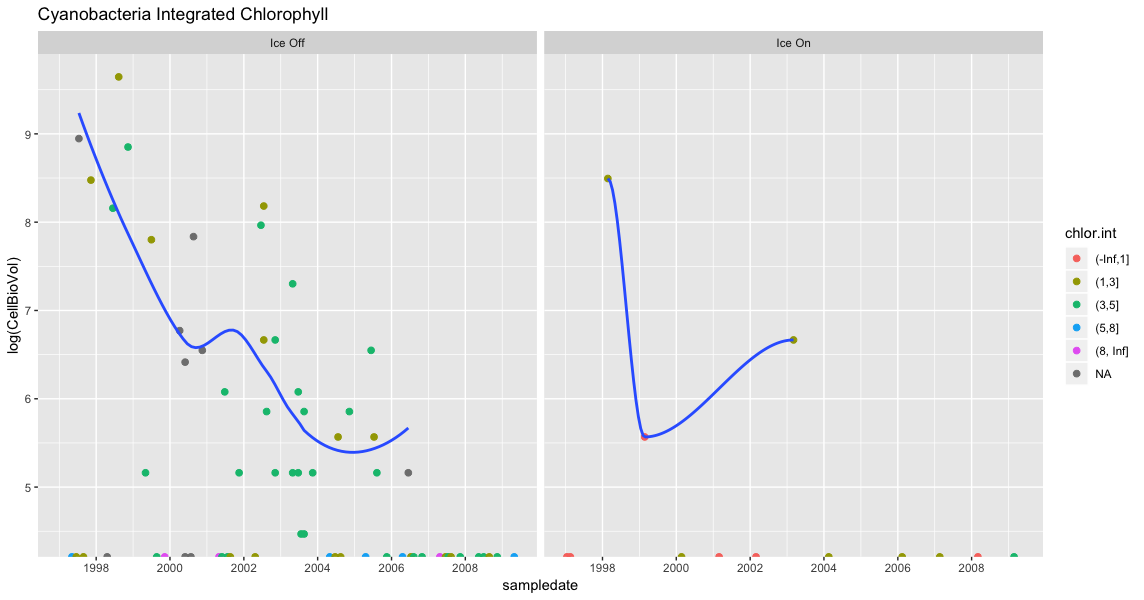 Cyanobacteria Integrated Chlorophyll
Ice Off
Ice On
9
8
7
6
5
log(CellBioVol)
1998 2000 2002 2004 2006 2008
1998 2000 2002 2004 2006 2008
sampledate
chlor.int
(-Inf,1]
(1,3]
(3,5]
(5,8]
(8, Inf]
NA